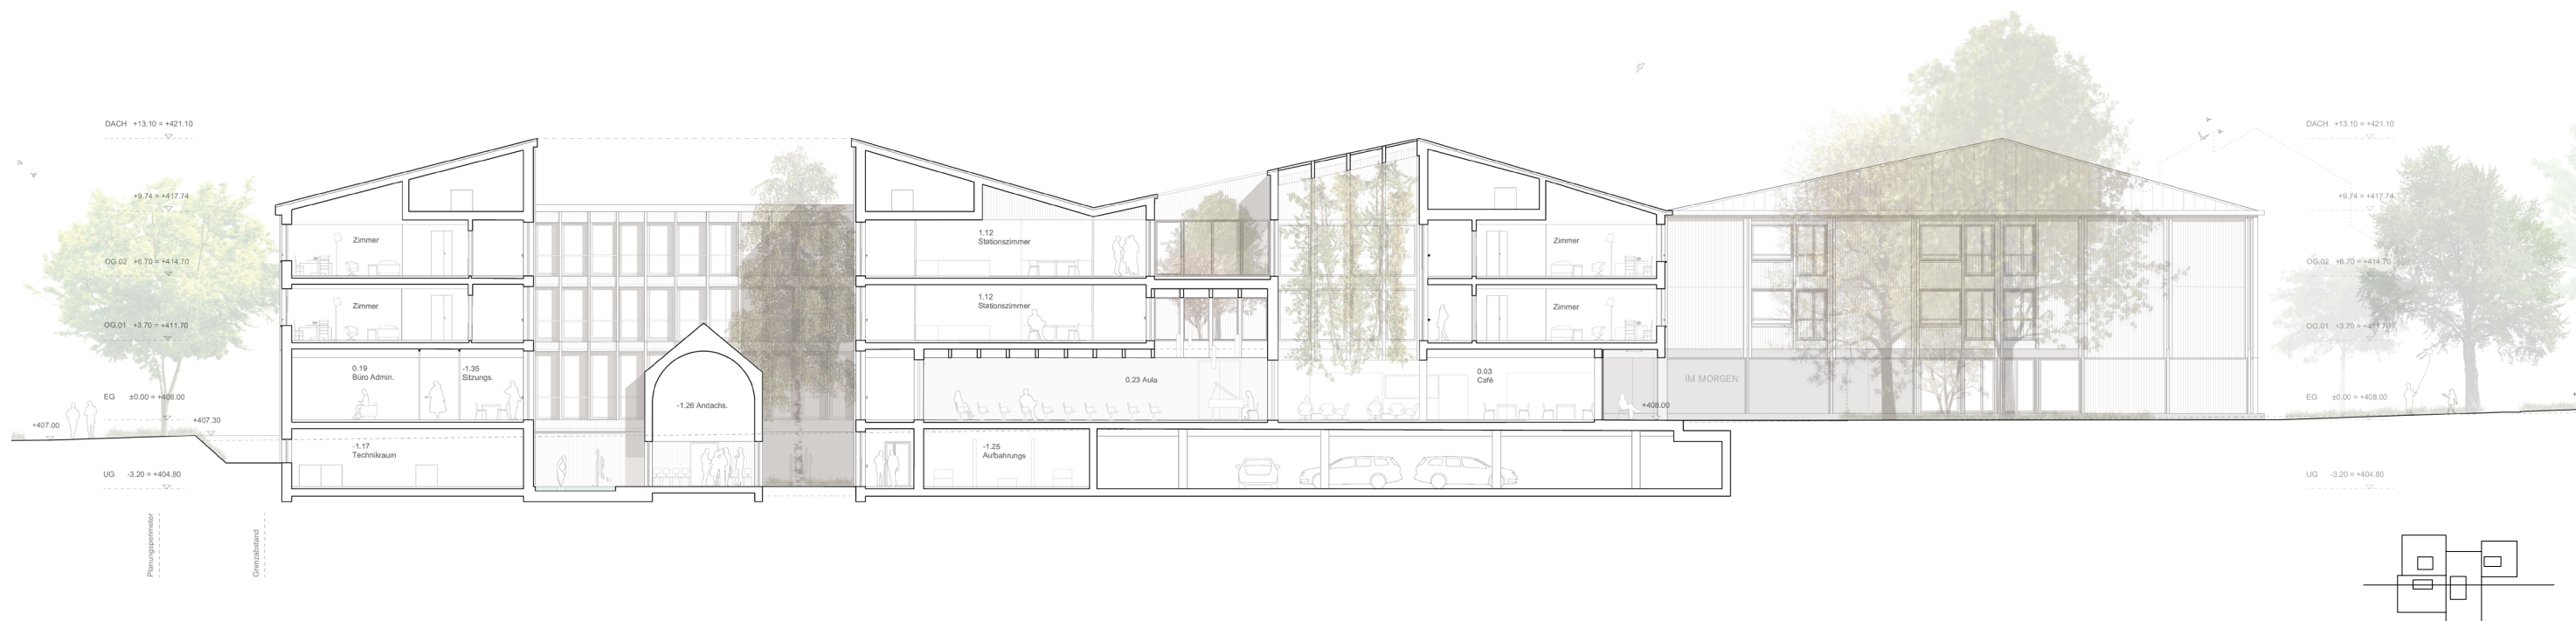 DACH +13.10 = +421.10
+9.74 = +417.74
OG.02 +6.70 = +414.70
OG.01 +3.70 = +411.70
EG ±0.00 = +408.00
+407.00
+407.30
UG -3.20 = +404.80
Planungsperimeter
Grenzabstand
Zimmer
Zimmer
0.19
Büro Admin.
-1.35
Sitzungs.
-1.17
Technikraum
-1.26 Andachs.
1.12
Stationszimmer
1.12
Stationszimmer
0.23 Aula
-1.25
Aufbahrungs
Zimmer
Zimmer
0.03
Café
+408.00
IM MORGEN
DACH +13.10 = +421.10
+9.74 = +417.74
OG.02 +6.70 = +414.70
OG.01 +3.70 = +411.70
EG ±0.00 = +408.00
UG -3.20 = +404.80